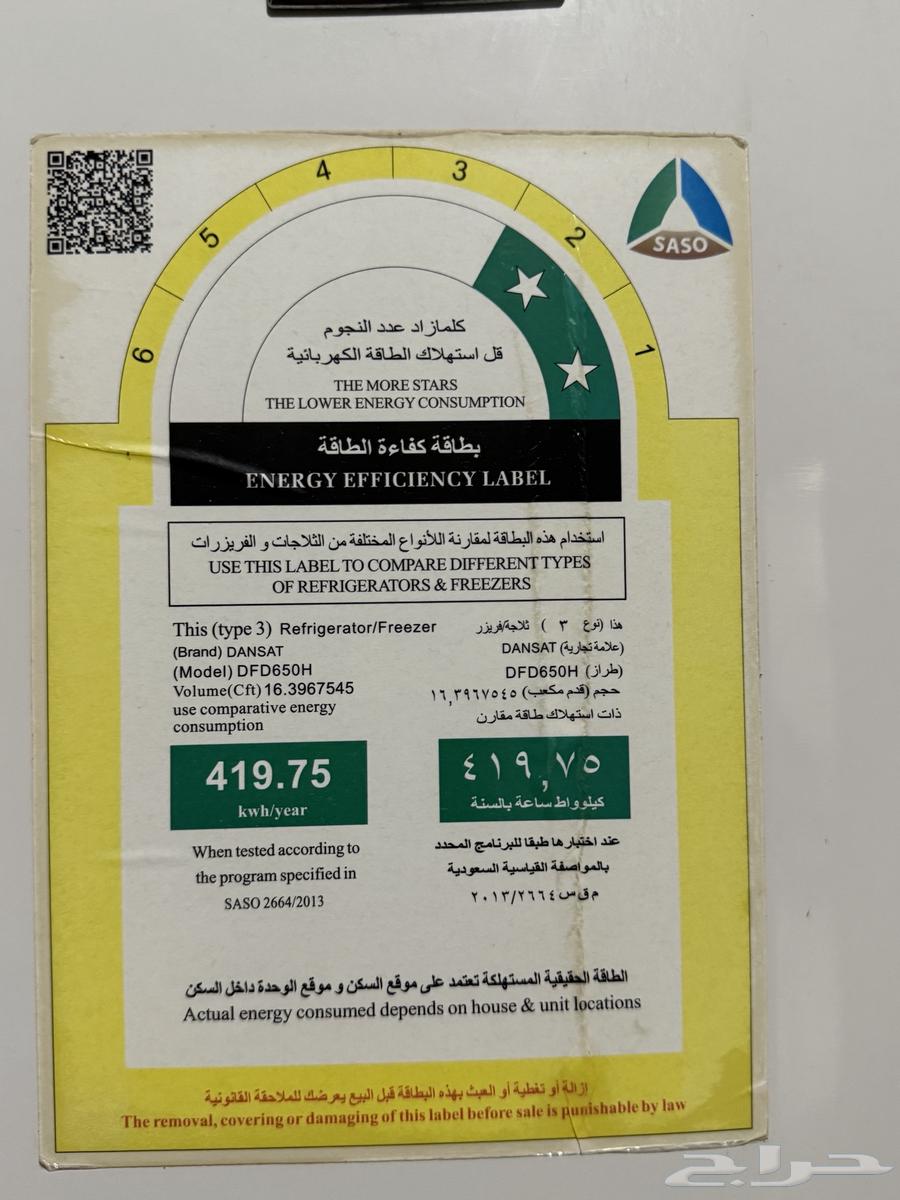 6
5
4
3
2
1
SASO
كلمازاد عدد النجوم
قل استهلاك الطاقة الكهربائية
THE MORE STARS
THE LOWER ENERGY CONSUMPTION
بطاقة كفاءة الطاقة
ENERGY EFFICIENCY LABEL
استخدام هذه البطاقة لمقارنة اللأنواع المختلفة من الثلاجات و الفريزرات
USE THIS LABEL TO COMPARE DIFFERENT TYPES
OF REFRIGERATORS & FREEZERS
This (type 3) Refrigerator/Freezer
هذا (نوع ٣ ) ثلاجة/فريزر
(Brand) DANSAT
(علامة تجارية) DANSAT
(Model) DFD650H
(طراز) DFD650H
Volume(Cft) 16.3967545
حجم (قدم مكعب) ١٦,٣٩٦٧٥٤٥
use comparative energy
consumption
ذات استهلاك طاقة مقارن
419.75
kwh/year
٤١٩,٧٥
كيلوواط ساعة بالسنة
When tested according to
the program specified in
SASO 2664/2013
عند اختبارها طبقا للبرنامج المحدد
بالمواصفة القياسية السعودية
م ق س ٢٠١٣/٢٦٦٤
الطاقة الحقيقية المستهلكة تعتمد على موقع السكن و موقع الوحدة داخل السكن
Actual energy consumed depends on house & unit locations
إزالة أو تغطية أو العبث بهذه البطاقة قبل البيع يعرضك للملاحقة القانونية
The removal, covering or damaging of this label before sale is punishable by law
حراج